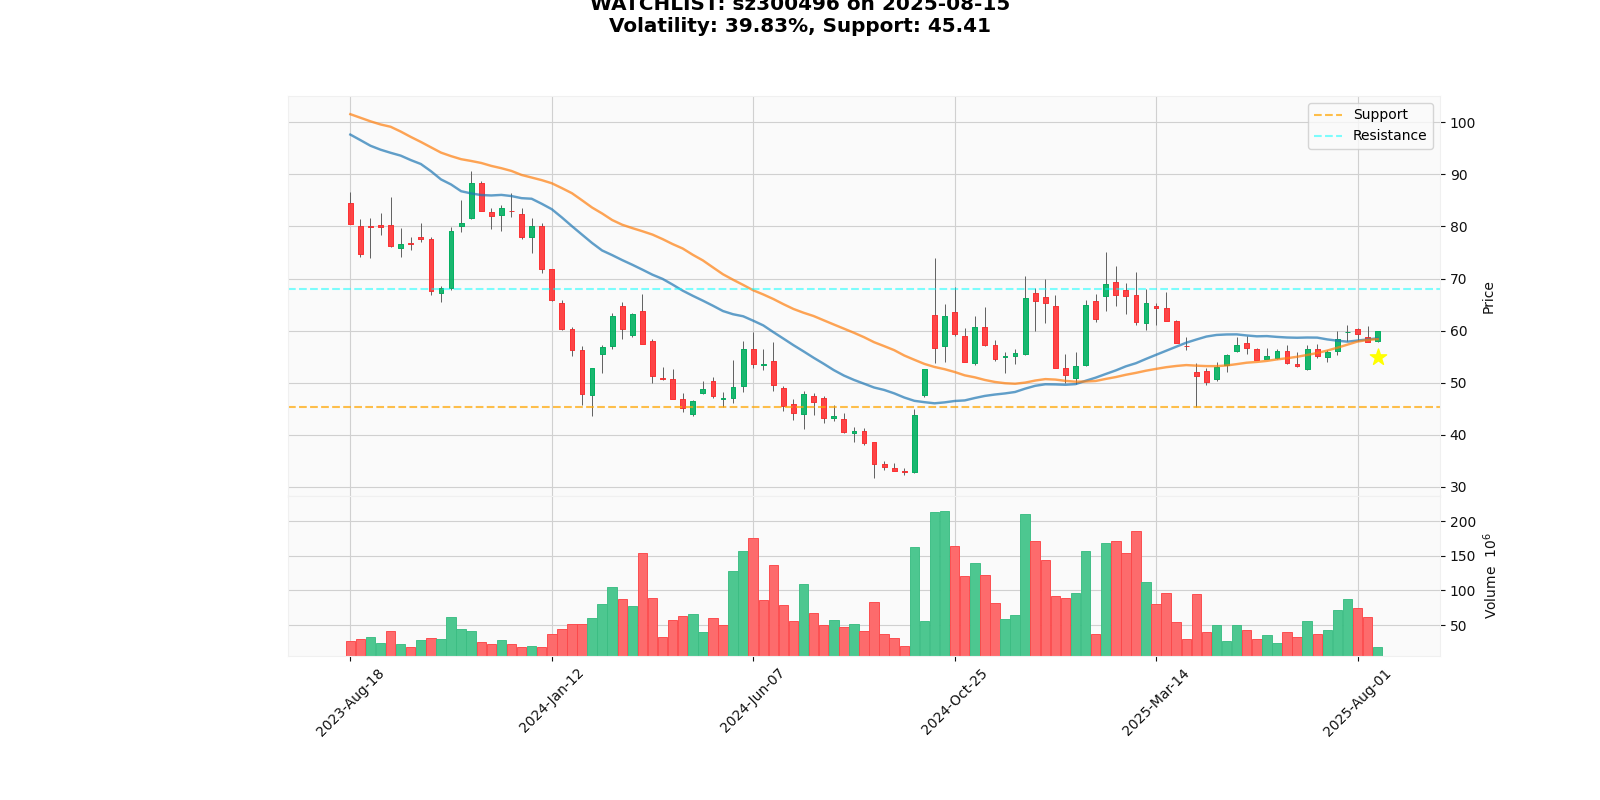 WATCHLIST: sz300496 on 2025-08-15
Volatility: 39.83%, Support: 45.41
Support
Resistance
100
90
80
70
60
50
40
30
Price
200
150
100
50
Volume 10⁶
2023-Aug-18
2024-Jan-12
2024-Jun-07
2024-Oct-25
2025-Mar-14
2025-Aug-01